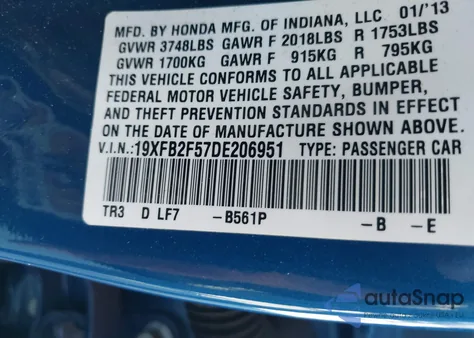 MFD. BY HONDA MFG. OF INDIANA, LLC 01/'13
GVWR 3748LBS GAWR F 2018LBS R 1753LBS
GVWR 1700KG GAWR F 915KG R 795KG
THIS VEHICLE CONFORMS TO ALL APPLICABLE
FEDERAL MOTOR VEHICLE SAFETY, BUMPER,
AND THEFT PREVENTION STANDARDS IN EFFECT
ON THE DATE OF MANUFACTURE SHOWN ABOVE.
V.I.N.: 19XFB2F57DE206951 TYPE: PASSENGER CAR
TR3 D LF7 -B561P -B -E
autaSnap